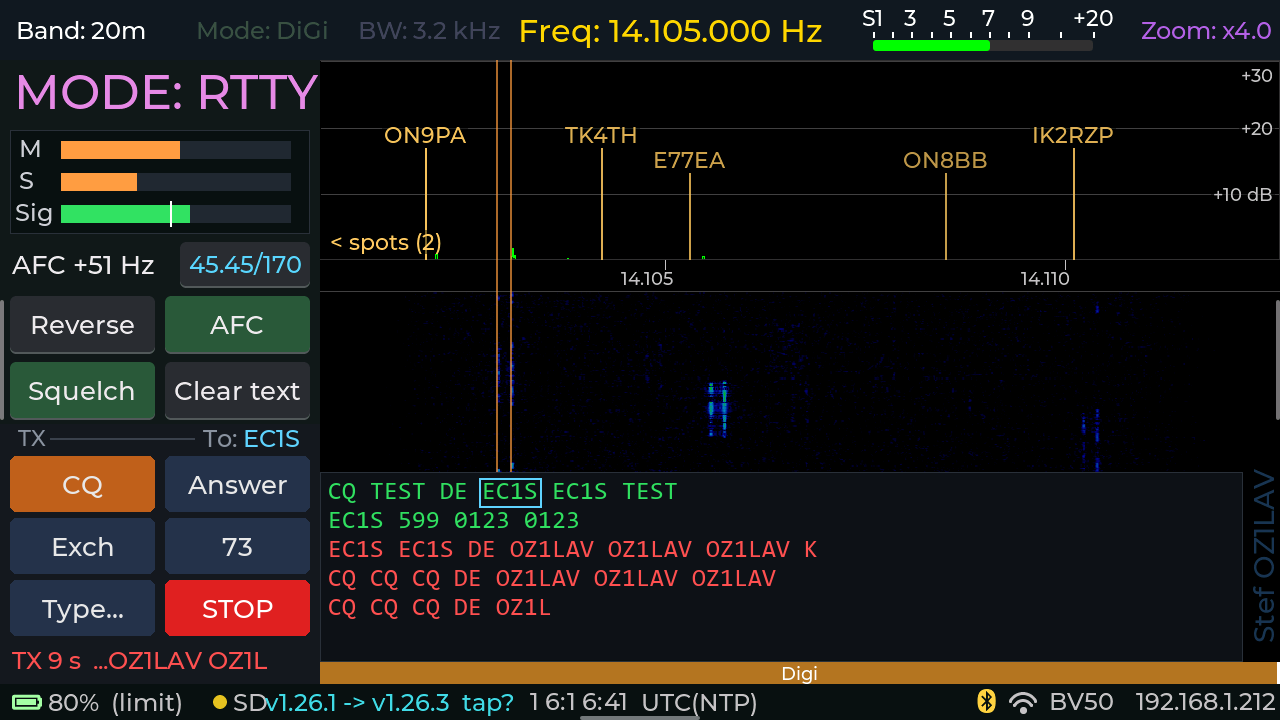 Band: 20m Mode: DiGi BW: 3.2 kHz Freq: 14.105.000 Hz S1 3 5 7 9 +20 Zoom: x4.0
MODE: RTTY
M
S
Sig
AFC +51 Hz 45.45/170
Reverse AFC
Squelch Clear text
TX To: EC1S
CQ Answer
Exch 73
Type... STOP
TX 9 s ...OZ1LAV OZ1L
+30
+20
+10 dB
ON9PA TK4TH IK2RZP
E77EA ON8BB
< spots (2)
14.105 14.110
CQ TEST DE EC1S EC1S TEST
EC1S 599 0123 0123
EC1S EC1S DE OZ1LAV OZ1LAV OZ1LAV K
CQ CQ CQ DE OZ1LAV OZ1LAV OZ1LAV
CQ CQ CQ DE OZ1L
Stef OZ1LAV
Digi
80% (limit) SD v1.26.1 -> v1.26.3 tap? 16:16:41 UTC(NTP) BV50 192.168.1.212